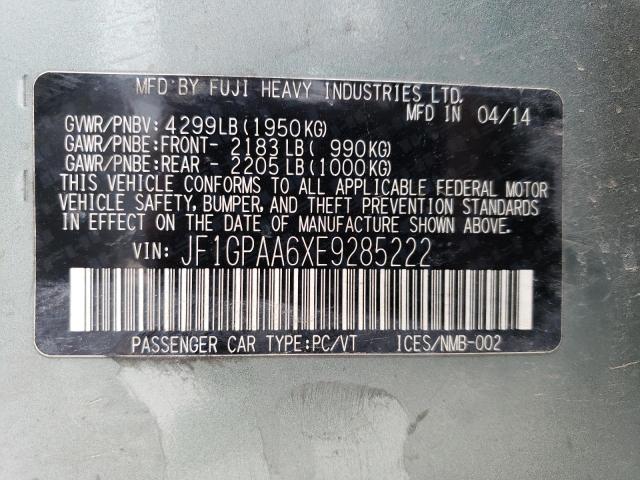 MFD BY FUJI HEAVY INDUSTRIES LTD.
MFD IN 04/14
GVWR/PNBV: 4299LB(1950KG)
GAWR/PNBE:FRONT- 2183LB( 990KG)
GAWR/PNBE:REAR - 2205LB(1000KG)
THIS VEHICLE CONFORMS TO ALL APPLICABLE FEDERAL MOTOR
VEHICLE SAFETY, BUMPER, AND THEFT PREVENTION STANDARDS
IN EFFECT ON THE DATE OF MANUFACTURE SHOWN ABOVE.
VIN: JF1GPAA6XE9285222
PASSENGER CAR TYPE:PC/VT ICES/NMB-002